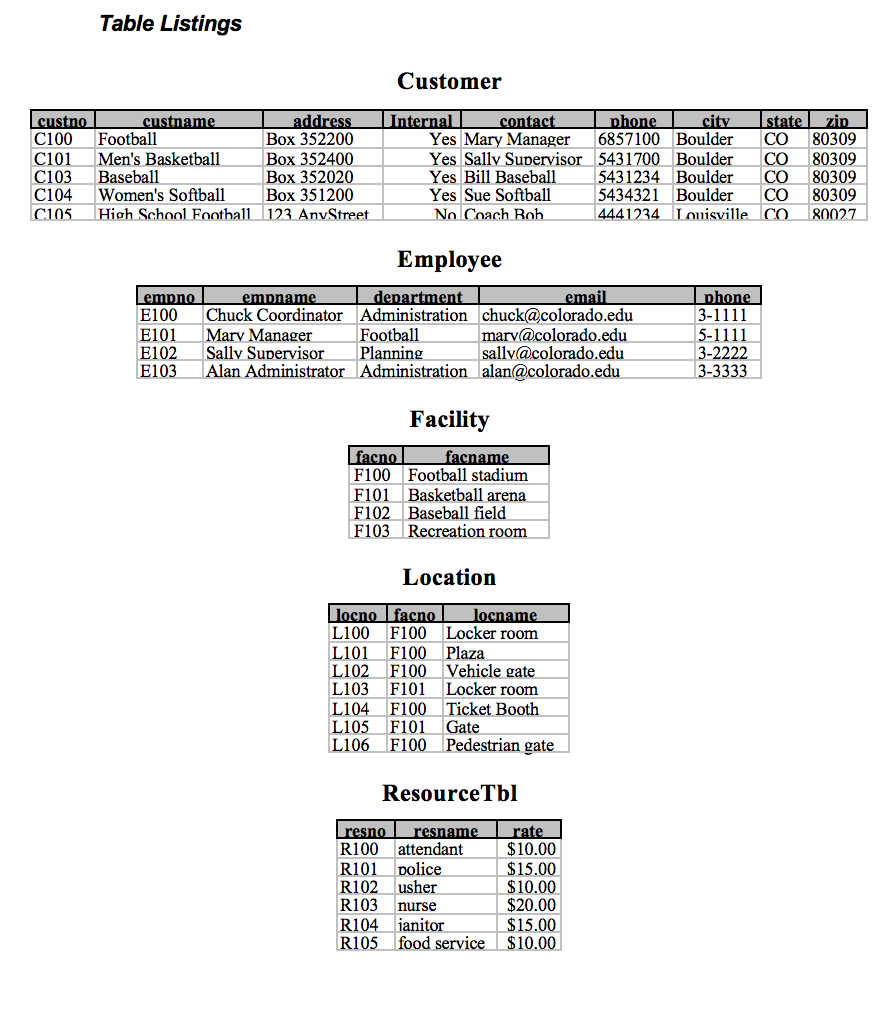 Table Listings
Customer
custno custname address Internal contact phone city state zip
C100 Football Box 352200 Yes Mary Manager 6857100 Boulder CO 80309
C101 Men's Basketball Box 352400 Yes Sally Supervisor 5431700 Boulder CO 80309
C103 Baseball Box 352020 Yes Bill Baseball 5431234 Boulder CO 80309
C104 Women's Softball Box 351200 Yes Sue Softball 5434321 Boulder CO 80309
C105 High School Football 123 AnyStreet No Coach Bob 4441234 Louisville CO 80027
Employee
empno empname department email phone
E100 Chuck Coordinator Administration chuck@colorado.edu 3-1111
E101 Mary Manager Football mary@colorado.edu 5-1111
E102 Sally Supervisor Planning sally@colorado.edu 3-2222
E103 Alan Administrator Administration alan@colorado.edu 3-3333
Facility
facno facname
F100 Football stadium
F101 Basketball arena
F102 Baseball field
F103 Recreation room
Location
locno facno locname
L100 F100 Locker room
L101 F100 Plaza
L102 F100 Vehicle gate
L103 F101 Locker room
L104 F100 Ticket Booth
L105 F101 Gate
L106 F100 Pedestrian gate
ResourceTbl
resno resname rate
R100 attendant $10.00
R101 police $15.00
R102 usher $10.00
R103 nurse $20.00
R104 janitor $15.00
R105 food service $10.00